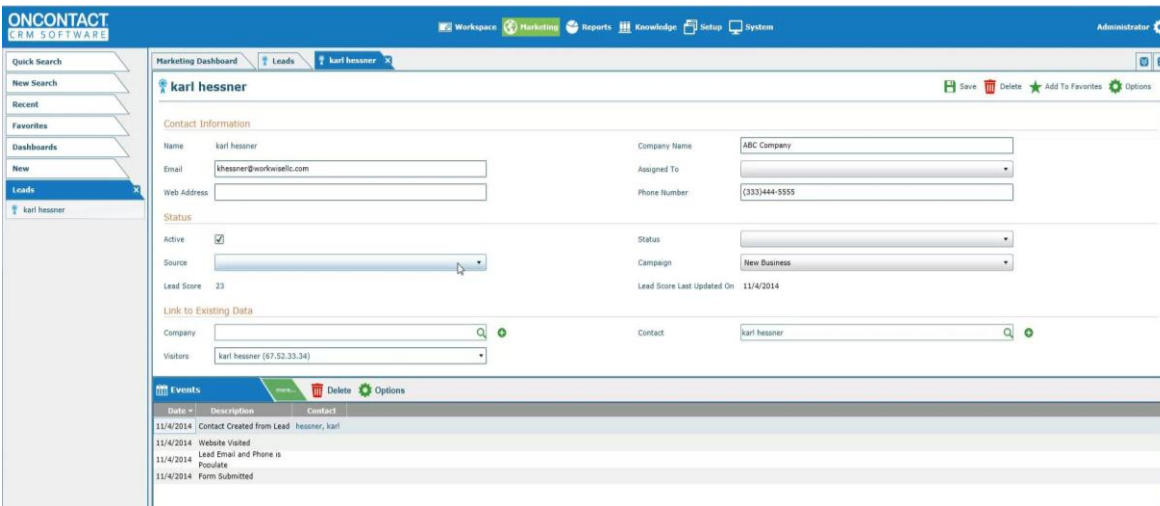 ONCONTACT
CRM SOFTWARE
Workspace Marketing Reports Knowledge Setup System
Administrator
Quick Search
New Search
Recent
Favorites
Dashboards
New
Leads
karl hessner
Marketing Dashboard Leads karl hessner
karl hessner
Save Delete Add To Favorites Options
Contact Information
Name karl hessner Company Name ABC Company
Email khessner@workwisellc.com Assigned To
Web Address Phone Number (333)444-5555
Status
Active Status
Source Campaign New Business
Lead Score 23 Lead Score Last Updated On 11/4/2014
Link to Existing Data
Company Contact karl hessner
Visitors karl hessner (67.52.33.34)
Events more... Delete Options
Date Description Contact
11/4/2014 Contact Created from Lead hessner, karl
11/4/2014 Website Visited
11/4/2014 Lead Email and Phone is
Populate
11/4/2014 Form Submitted